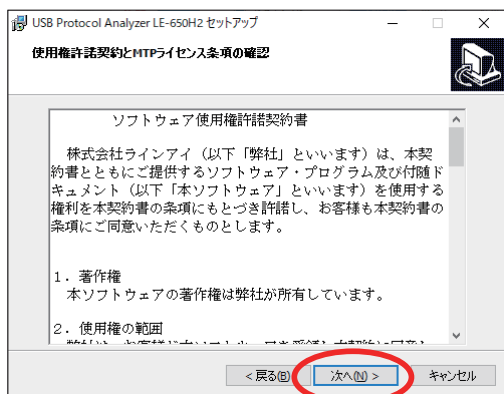 USB Protocol Analyzer LE-650H2 セットアップ
使用権許諾契約とMTPライセンス条項の確認
ソフトウェア使用権許諾契約書
株式会社ラインアイ（以下「弊社」といいます）は、本契
約書とともにご提供するソフトウェア・プログラム及び付随ド
キュメント（以下「本ソフトウェア」といいます）を使用する
権利を本契約書の条項にもとづき許諾し、お客様も本契約書の
条項にご同意いただくものとします。
1．著作権
本ソフトウェアの著作権は弊社が所有しています。
2．使用権の範囲
< 戻る(B)
次へ(N) >
キャンセル